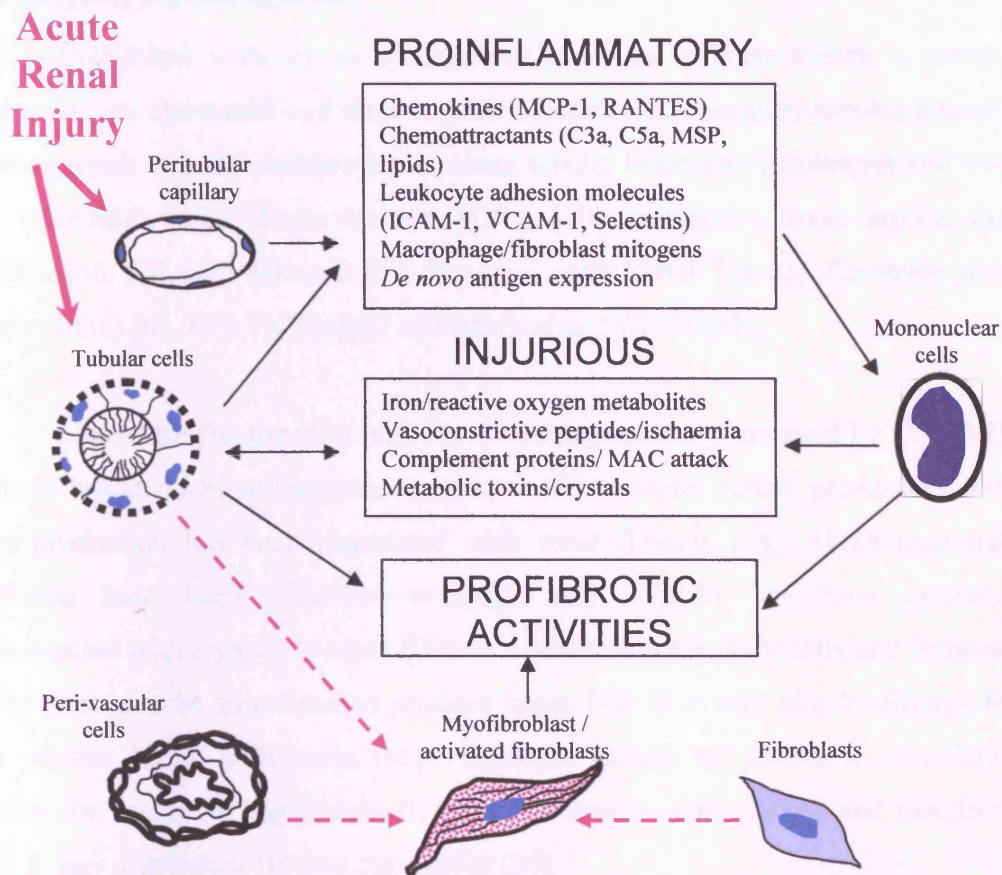 Acute
Renal
Injury
PROINFLAMMATORY
Chemokines (MCP-1, RANTES)
Chemoattractants (C3a, C5a, MSP,
lipids)
Leukocyte adhesion molecules
(ICAM-1, VCAM-1, Selectins)
Macrophage/fibroblast mitogens
De novo antigen expression
Peritubular
capillary
Tubular cells
INJURIOUS
Iron/reactive oxygen metabolites
Vasoconstrictive peptides/ischaemia
Complement proteins/ MAC attack
Metabolic toxins/crystals
Mononuclear
cells
PROFIBROTIC
ACTIVITIES
Peri-vascular
cells
Myofibroblast /
activated fibroblasts
Fibroblasts